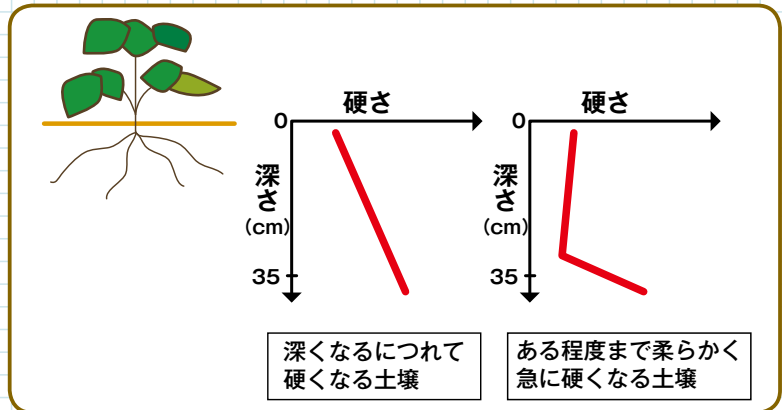 硬さ
0
深さ
(cm)
35
深くなるにつれて
硬くなる土壌
硬さ
0
深さ
(cm)
35
ある程度まで柔らかく
急に硬くなる土壌